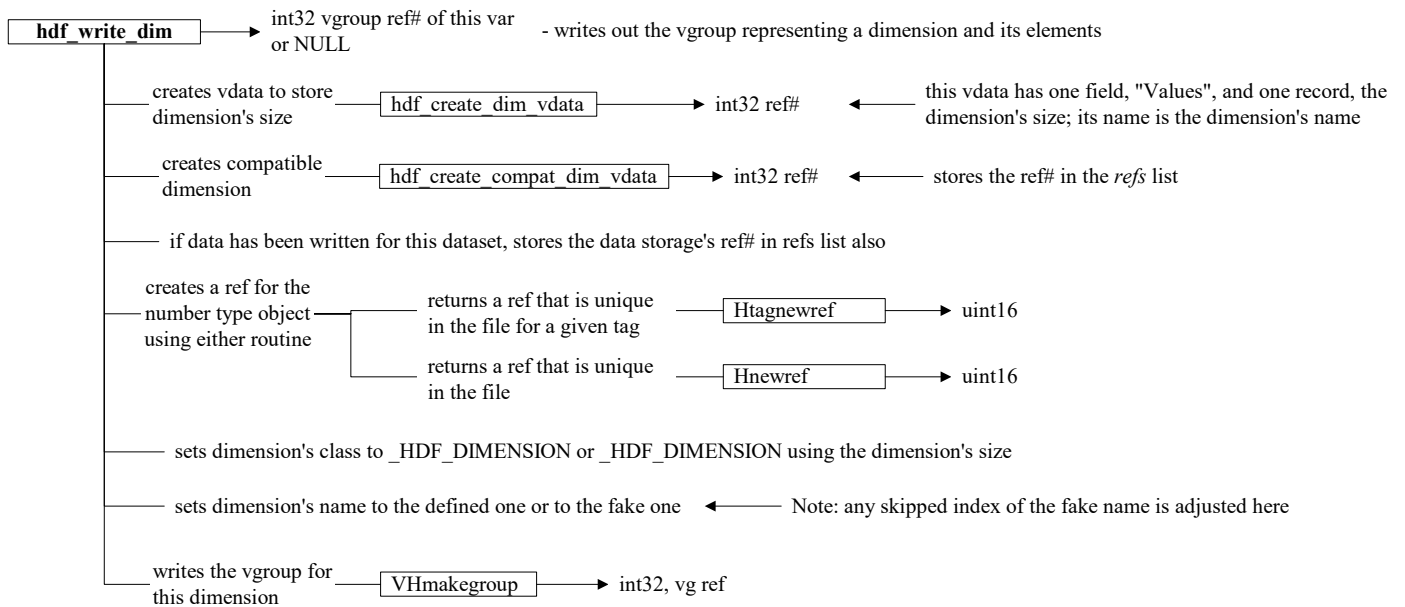 hdf_write_dim
int32 vgroup ref# of this var
or NULL
- writes out the vgroup representing a dimension and its elements
creates vdata to store
dimension's size
hdf_create_dim_vdata
int32 ref#
this vdata has one field, "Values", and one record, the
dimension's size; its name is the dimension's name
creates compatible
dimension
hdf_create_compat_dim_vdata
int32 ref#
stores the ref# in the refs list
if data has been written for this dataset, stores the data storage's ref# in refs list also
creates a ref for the
number type object
using either routine
returns a ref that is unique
in the file for a given tag
Htagnewref
uint16
returns a ref that is unique
in the file
Hnewref
uint16
sets dimension's class to _HDF_DIMENSION or _HDF_DIMENSION using the dimension's size
sets dimension's name to the defined one or to the fake one
Note: any skipped index of the fake name is adjusted here
writes the vgroup for
this dimension
VHmakegroup
int32, vg ref